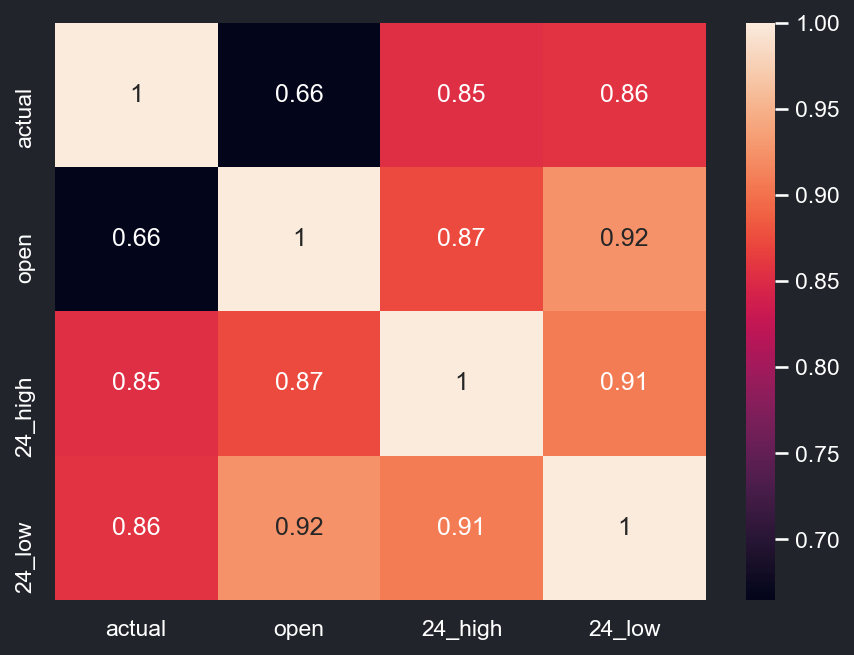 1.00
actual 1 0.66 0.85 0.86
0.95
open 0.66 1 0.87 0.92
0.90
0.85
24_high 0.85 0.87 1 0.91
0.80
0.75
24_low 0.86 0.92 0.91 1
0.70
actual open 24_high 24_low